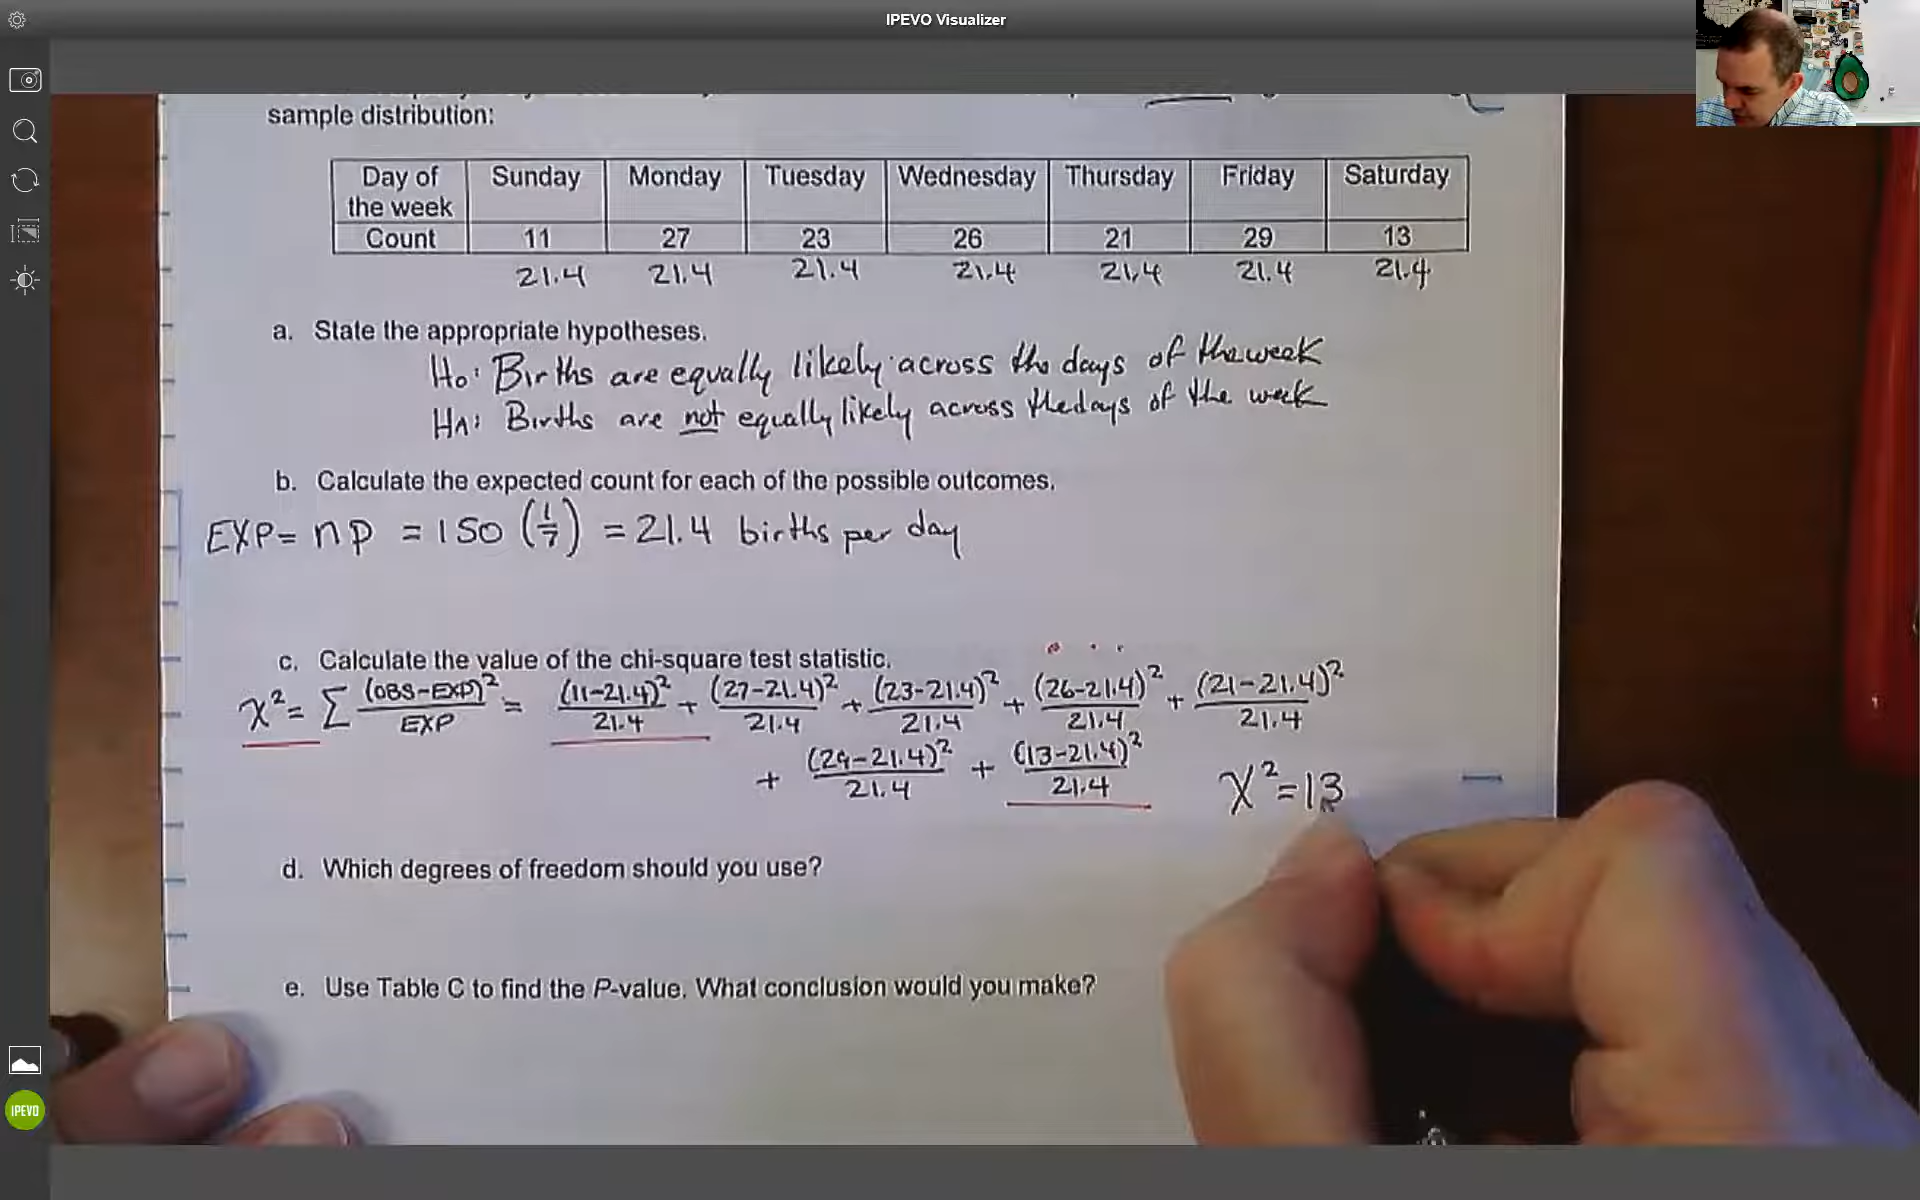 IPEVO Visualizer
sample distribution:
Day of the week Sunday Monday Tuesday Wednesday Thursday Friday Saturday
Count 11 27 23 26 21 29 13
21.4 21.4 21.4 21.4 21.4 21.4 21.4
a. State the appropriate hypotheses.
H₀: Births are equally likely across the days of the week
HA: Births are not equally likely across the days of the week
b. Calculate the expected count for each of the possible outcomes.
EXP = np = 150 (1/7) = 21.4 births per day
c. Calculate the value of the chi-square test statistic.
χ² = Σ (OBS-EXP)²/EXP = (11-21.4)²/21.4 + (27-21.4)²/21.4 + (23-21.4)²/21.4 + (26-21.4)²/21.4 + (21-21.4)²/21.4
+ (29-21.4)²/21.4 + (13-21.4)²/21.4 χ² = 13
d. Which degrees of freedom should you use?
e. Use Table C to find the P-value. What conclusion would you make?
IPEVO